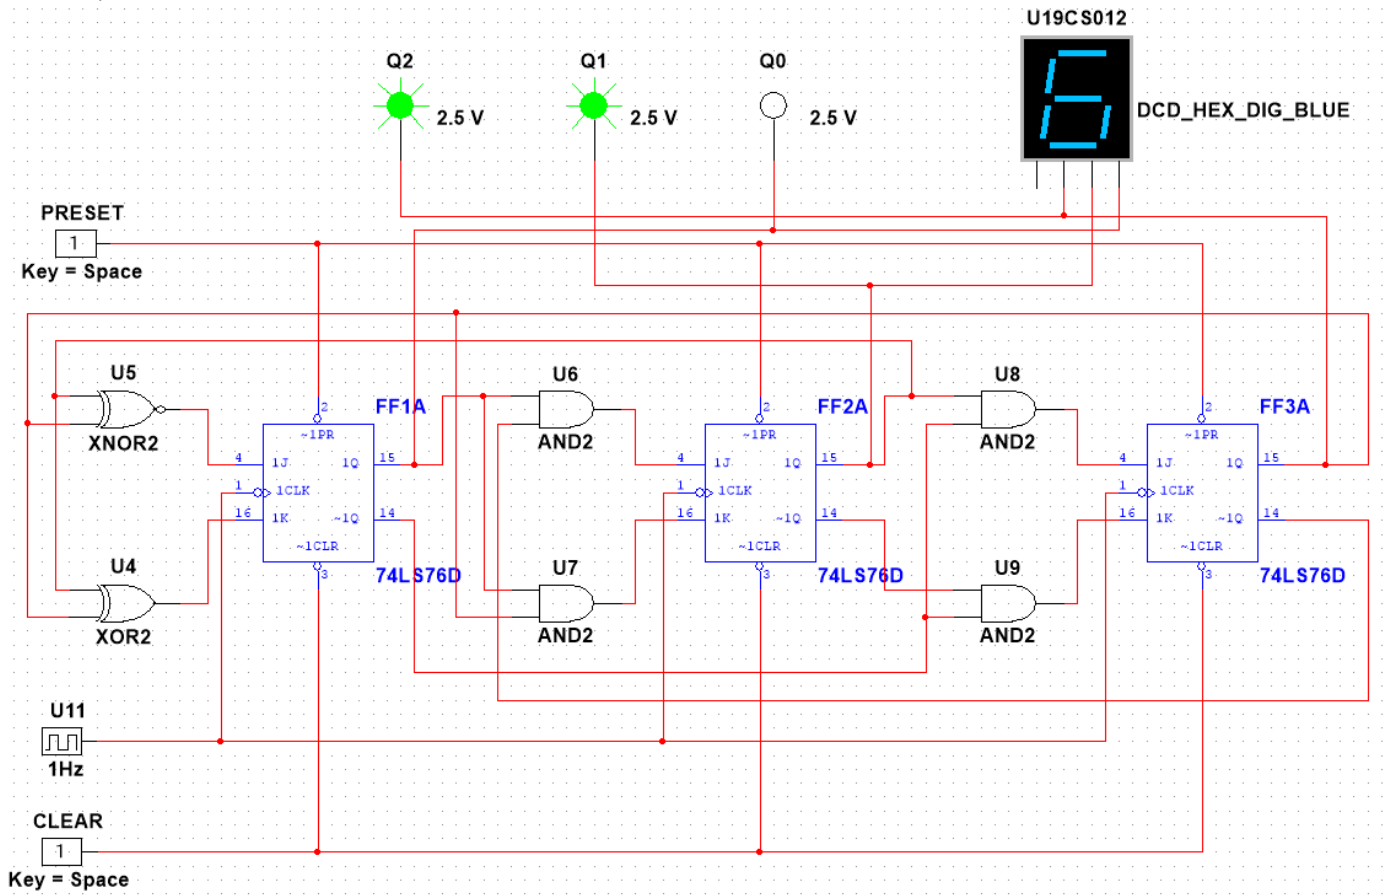 U19CS012
Q2
Q1
Q0
2.5 V
2.5 V
2.5 V
6
DCD_HEX_DIG_BLUE
PRESET
1
Key = Space
U5
XNOR2
U6
AND2
U8
AND2
FF1A
2
~1PR
4
1J
1Q
15
1
1CLK
16
1K
~1Q
14
~1CLR
3
74LS76D
FF2A
2
~1PR
4
1J
1Q
15
1
1CLK
16
1K
~1Q
14
~1CLR
3
74LS76D
FF3A
2
~1PR
4
1J
1Q
15
1
1CLK
16
1K
~1Q
14
~1CLR
3
74LS76D
U4
XOR2
U7
AND2
U9
AND2
U11
1Hz
CLEAR
1
Key = Space